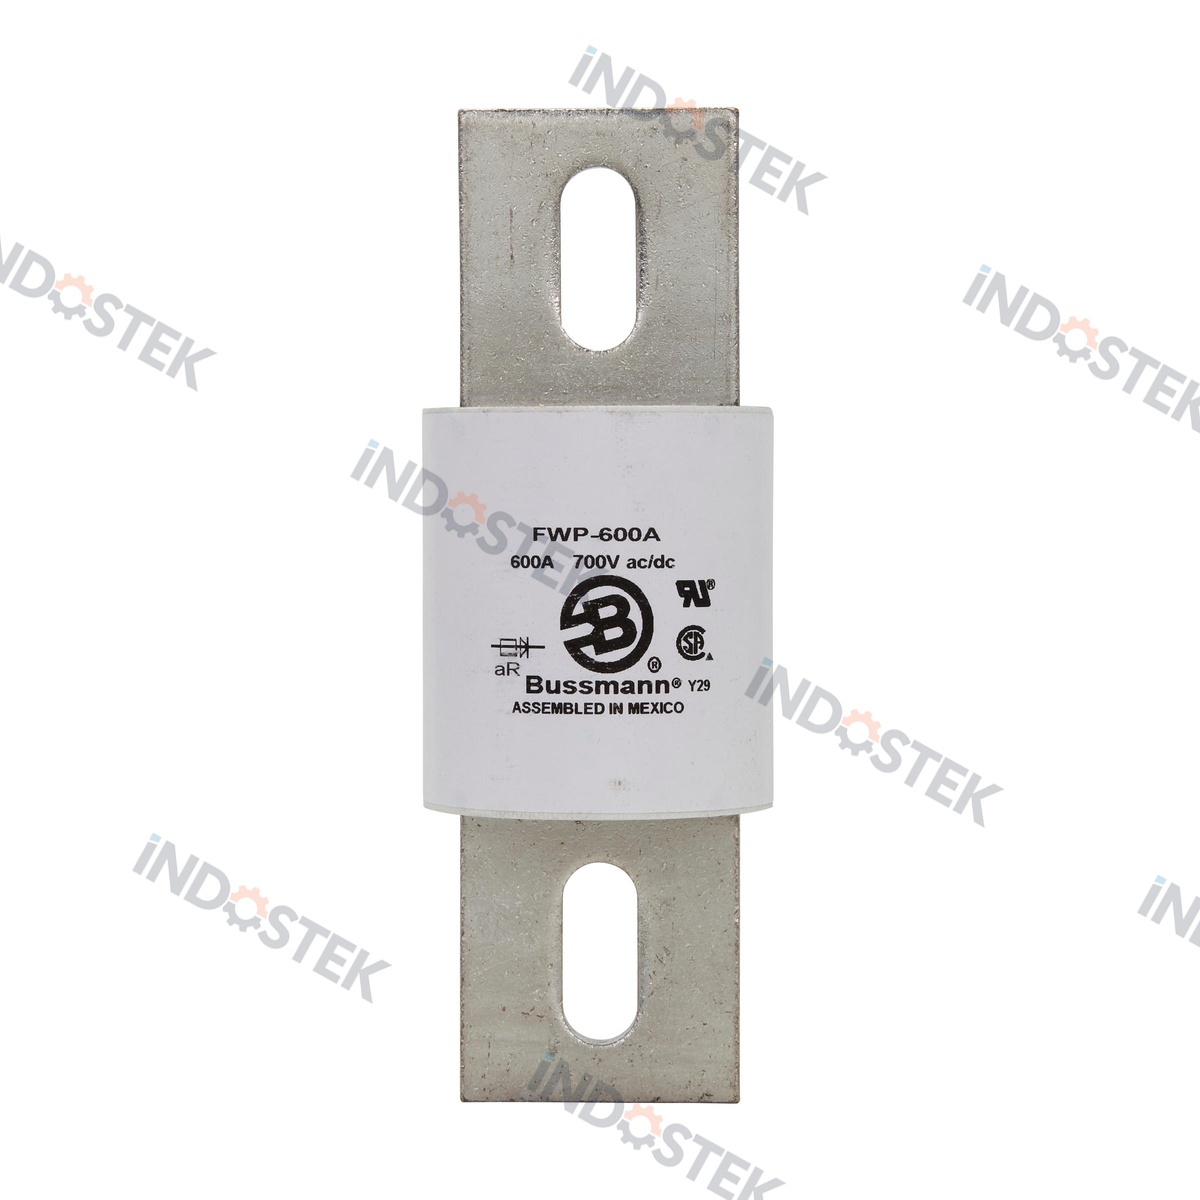 iNDOSTEK
iNDOSTEK
iNDOSTEK
iNDOSTEK
FWP-600A
600A 700V ac/dc
B
®
aR
Bussmann® Y29
ASSEMBLED IN MEXICO
iNDOSTEK
iNDOSTEK
iNDOSTEK